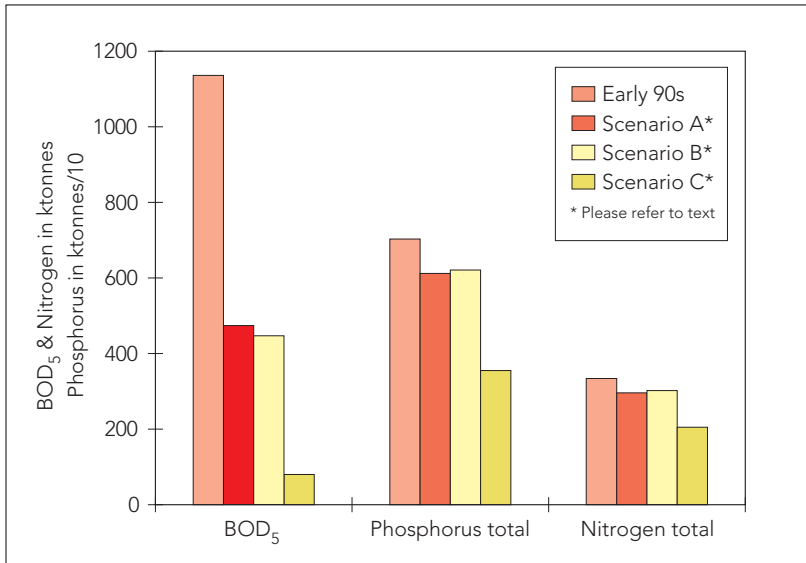 BOD5 & Nitrogen in ktonnes
Phosphorus in ktonnes/10
1200
1000
800
600
400
200
0
BOD5
Phosphorus total
Nitrogen total
Early 90s
Scenario A*
Scenario B*
Scenario C*
* Please refer to text